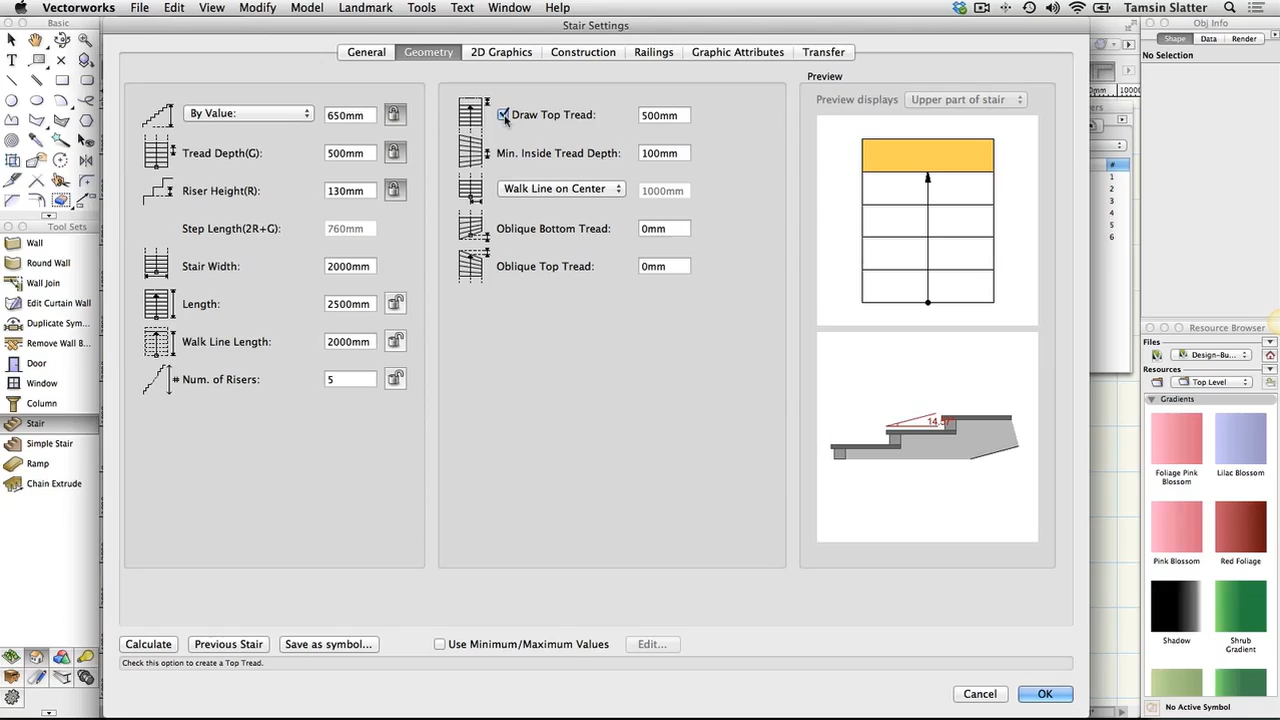 Vectorworks File Edit View Modify Model Landmark Tools Text Window Help Tamsin Slatter
Basic
Stair Settings
Obj Info
General Geometry 2D Graphics Construction Railings Graphic Attributes Transfer
Shape Data Render
No Selection
Preview
Preview displays Upper part of stair
By Value: 650mm
Tread Depth(G): 500mm
Riser Height(R): 130mm
Step Length(2R+G): 760mm
Stair Width: 2000mm
Length: 2500mm
Walk Line Length: 2000mm
# Num. of Risers: 5
Draw Top Tread: 500mm
Min. Inside Tread Depth: 100mm
Walk Line on Center 1000mm
Oblique Bottom Tread: 0mm
Oblique Top Tread: 0mm
#
1
2
3
4
5
6
Tool Sets
Wall
Round Wall
Wall Join
Edit Curtain Wall
Duplicate Sym...
Remove Wall B...
Door
Window
Column
Stair
Simple Stair
Ramp
Chain Extrude
Resource Browser
Files
Design-Bu...
Resources
Top Level
Gradients
Foliage Pink Blossom
Lilac Blossom
Pink Blossom
Red Foliage
Shadow
Shrub Gradient
No Active Symbol
Calculate Previous Stair Save as symbol... Use Minimum/Maximum Values Edit...
Check this option to create a Top Tread.
Cancel OK